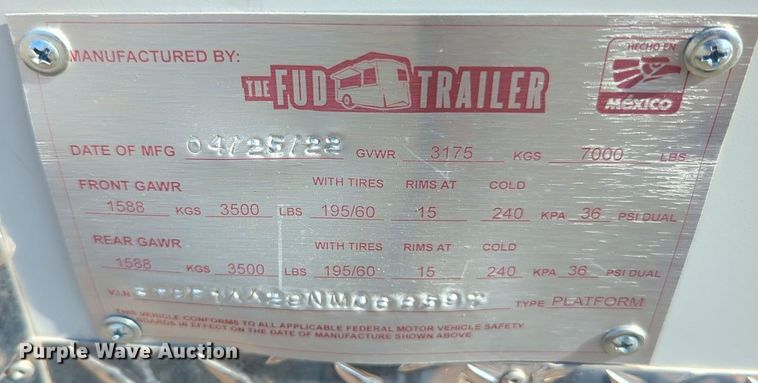 MANUFACTURED BY:
THE FUD TRAILER
HECHO EN
MÉXICO
DATE OF MFG 04/25/22 GVWR 3175 KGS 7000 LBS
FRONT GAWR WITH TIRES RIMS AT COLD
1588 KGS 3500 LBS 195/60 15 240 KPA 36 PSI DUAL
REAR GAWR WITH TIRES RIMS AT COLD
1588 KGS 3500 LBS 195/60 15 240 KPA 36 PSI DUAL
TYPE PLATFORM
THIS VEHICLE CONFORMS TO ALL APPLICABLE FEDERAL MOTOR VEHICLE SAFETY
STANDARDS IN EFFECT ON THE DATE OF MANUFACTURE SHOWN ABOVE
Purple Wave Auction